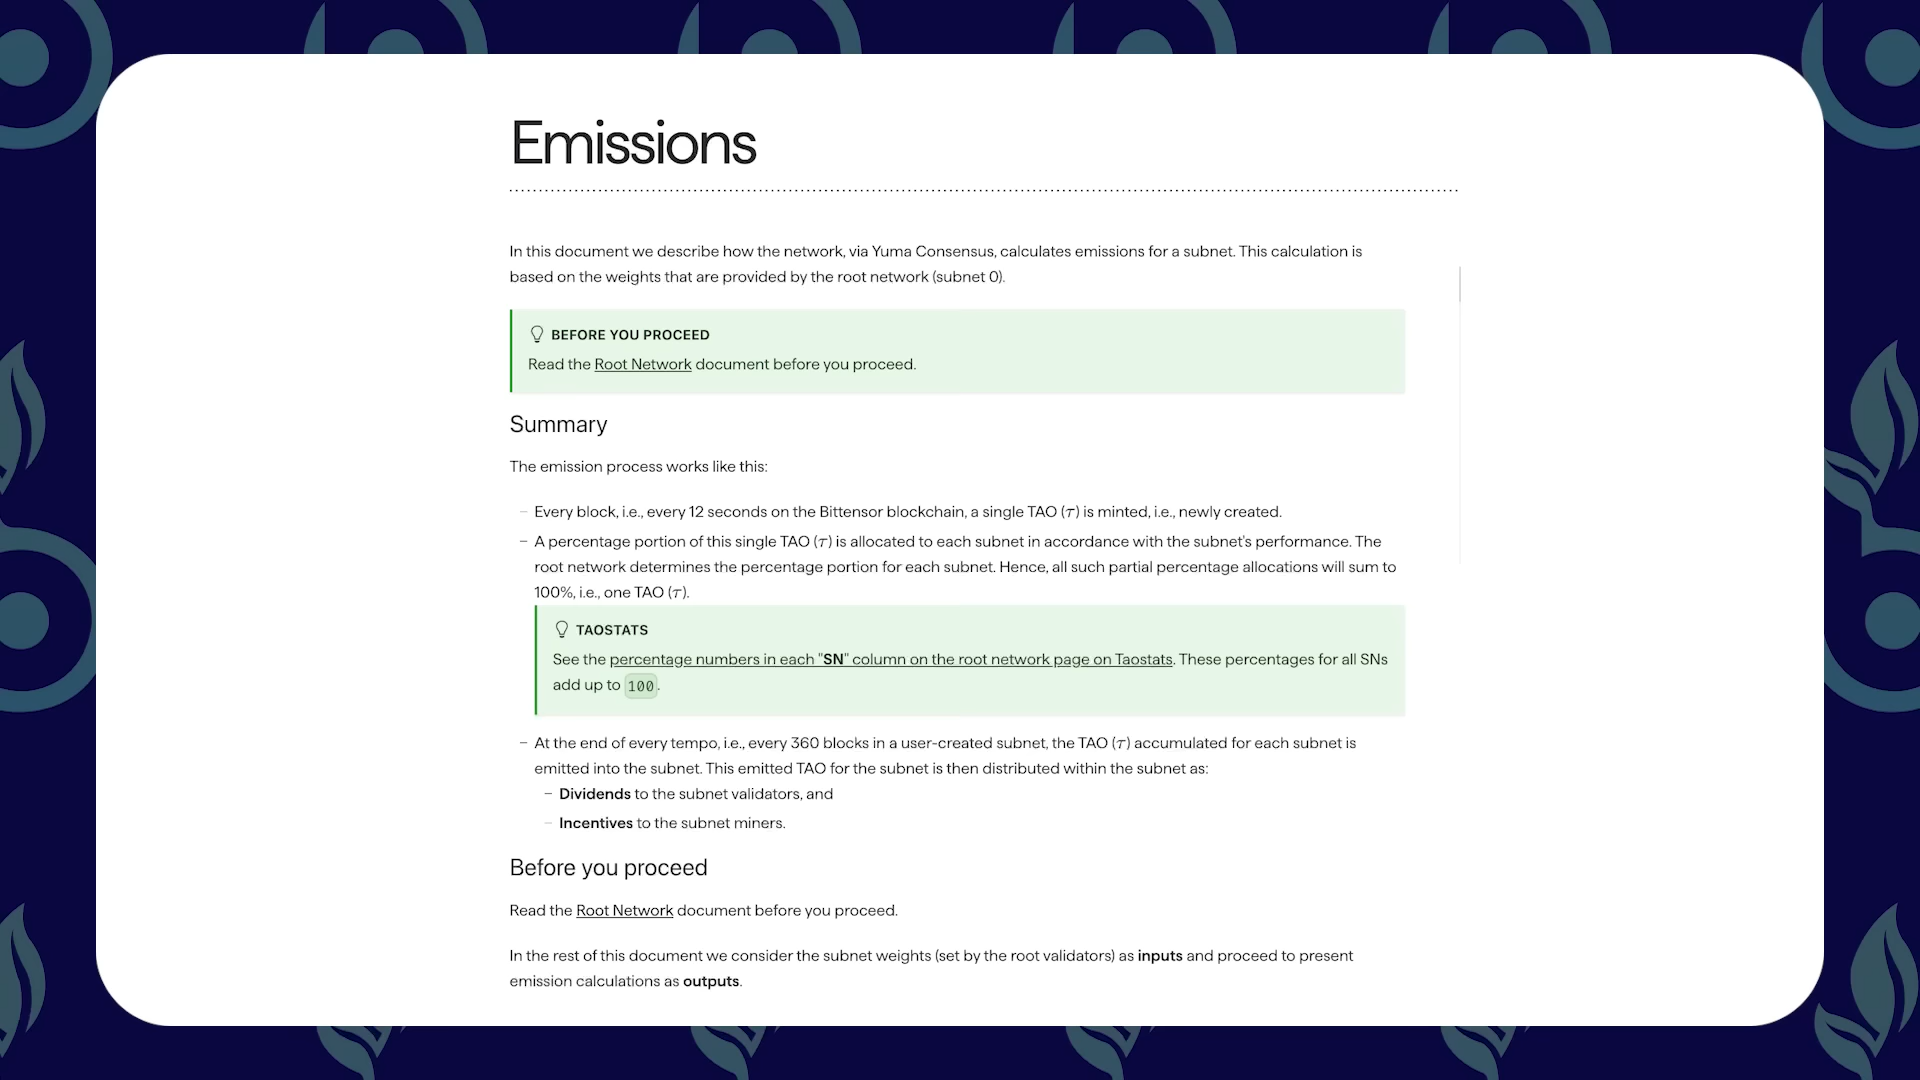 Emissions
In this document we describe how the network, via Yuma Consensus, calculates emissions for a subnet. This calculation is
based on the weights that are provided by the root network (subnet 0).
BEFORE YOU PROCEED
Read the Root Network document before you proceed.
Summary
The emission process works like this:
– Every block, i.e., every 12 seconds on the Bittensor blockchain, a single TAO (τ) is minted, i.e., newly created.
– A percentage portion of this single TAO (τ) is allocated to each subnet in accordance with the subnet's performance. The
root network determines the percentage portion for each subnet. Hence, all such partial percentage allocations will sum to
100%, i.e., one TAO (τ).
TAOSTATS
See the percentage numbers in each "SN" column on the root network page on Taostats. These percentages for all SNs
add up to 100.
– At the end of every tempo, i.e., every 360 blocks in a user-created subnet, the TAO (τ) accumulated for each subnet is
emitted into the subnet. This emitted TAO for the subnet is then distributed within the subnet as:
– Dividends to the subnet validators, and
– Incentives to the subnet miners.
Before you proceed
Read the Root Network document before you proceed.
In the rest of this document we consider the subnet weights (set by the root validators) as inputs and proceed to present
emission calculations as outputs.